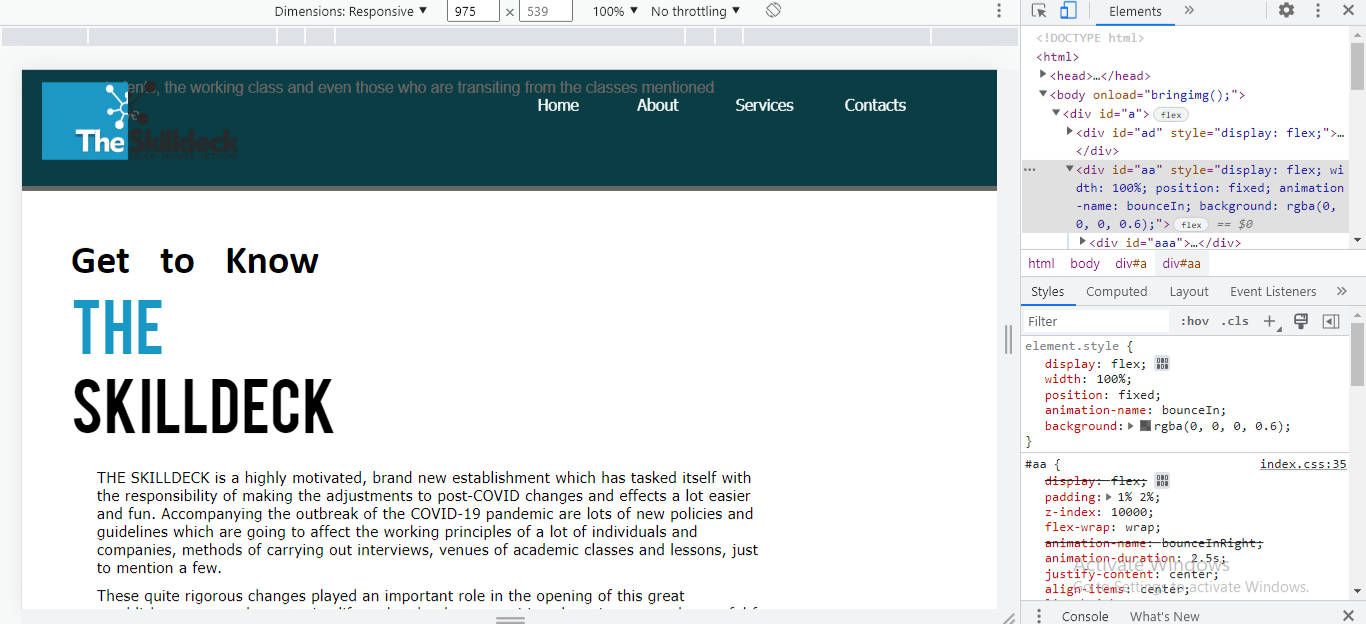 Dimensions: Responsive ▼ 975 × 539 100% ▼ No throttling ▼
Elements »
the working class and even those who are transiting from the classes mentioned
Home About Services Contacts
The Skilldeck
Get to Know
THE
SKILLDECK
THE SKILLDECK is a highly motivated, brand new establishment which has tasked itself with
the responsibility of making the adjustments to post-COVID changes and effects a lot easier
and fun. Accompanying the outbreak of the COVID-19 pandemic are lots of new policies and
guidelines which are going to affect the working principles of a lot of individuals and
companies, methods of carrying out interviews, venues of academic classes and lessons, just
to mention a few.
These quite rigorous changes played an important role in the opening of this great
<!DOCTYPE html>
<html>
▶<head>…</head>
▼<body onload="bringimg();">
▼<div id="a"> flex
▶<div id="ad" style="display: flex;">…
</div>
… ▼<div id="aa" style="display: flex; wi
dth: 100%; position: fixed; animation
-name: bounceIn; background: rgba(0,
0, 0, 0.6);"> flex == $0
▶<div id="aaa">…</div>
html body div#a div#aa
Styles Computed Layout Event Listeners »
Filter :hov .cls +
element.style {
display: flex;
width: 100%;
position: fixed;
animation-name: bounceIn;
background: ▶ rgba(0, 0, 0, 0.6);
}
#aa { index.css:35
display: flex;
padding: ▶ 1% 2%;
z-index: 10000;
flex-wrap: wrap;
animation-name: bounceInRight;
animation-duration: 2.5s;
Activate Windows
justify-content: center;
Go to Settings to activate Windows.
align-items: center;
Console What's New